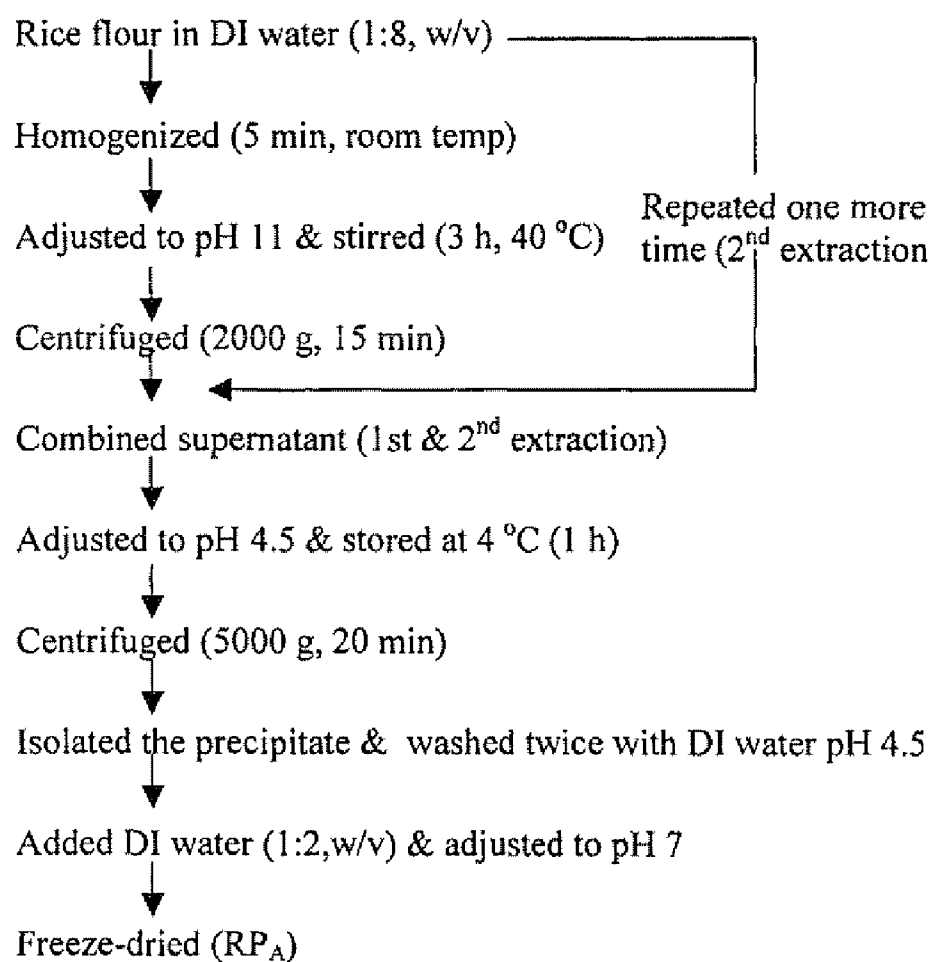 Rice flour in DI water (1:8, w/v)
Homogenized (5 min, room temp)
Repeated one more
time (2nd extraction
Adjusted to pH 11 & stirred (3 h, 40 °C)
Centrifuged (2000 g, 15 min)
Combined supernatant (1st & 2nd extraction)
Adjusted to pH 4.5 & stored at 4 °C (1 h)
Centrifuged (5000 g, 20 min)
Isolated the precipitate & washed twice with DI water pH 4.5
Added DI water (1:2,w/v) & adjusted to pH 7
Freeze-dried (RPA)